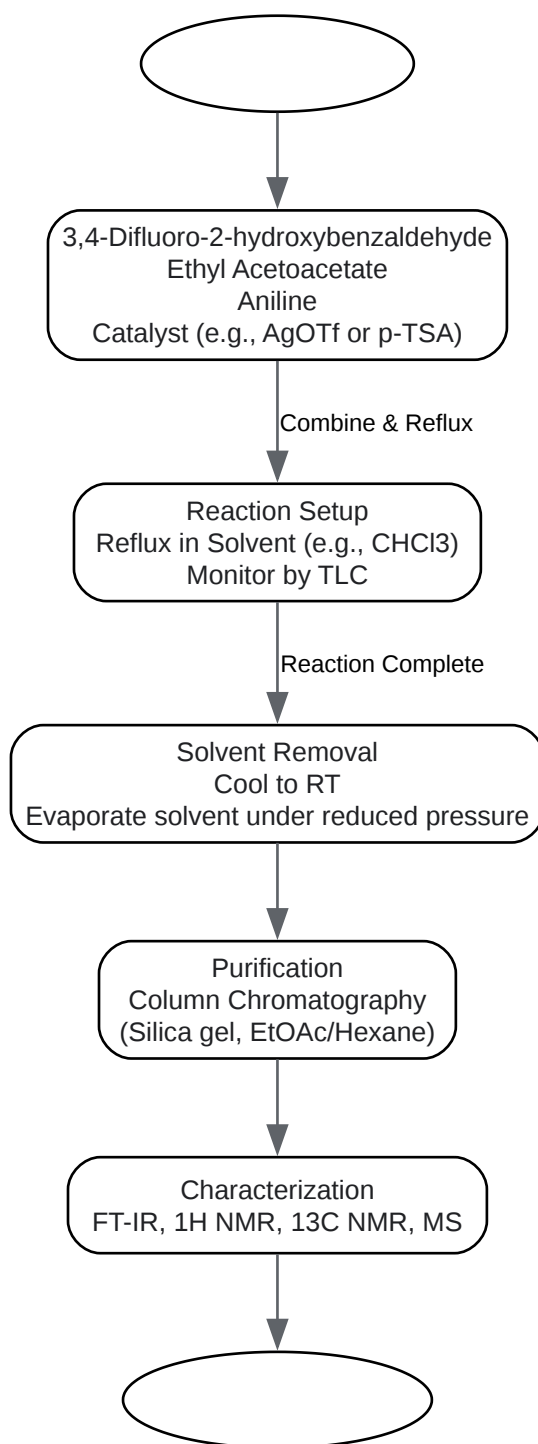 3,4-Difluoro-2-hydroxybenzaldehyde
Ethyl Acetoacetate
Aniline
Catalyst (e.g., AgOTf or p-TSA)
Combine & Reflux
Reaction Setup
Reflux in Solvent (e.g., CHCl3)
Monitor by TLC
Reaction Complete
Solvent Removal
Cool to RT
Evaporate solvent under reduced pressure
Purification
Column Chromatography
(Silica gel, EtOAc/Hexane)
Characterization
FT-IR, 1H NMR, 13C NMR, MS